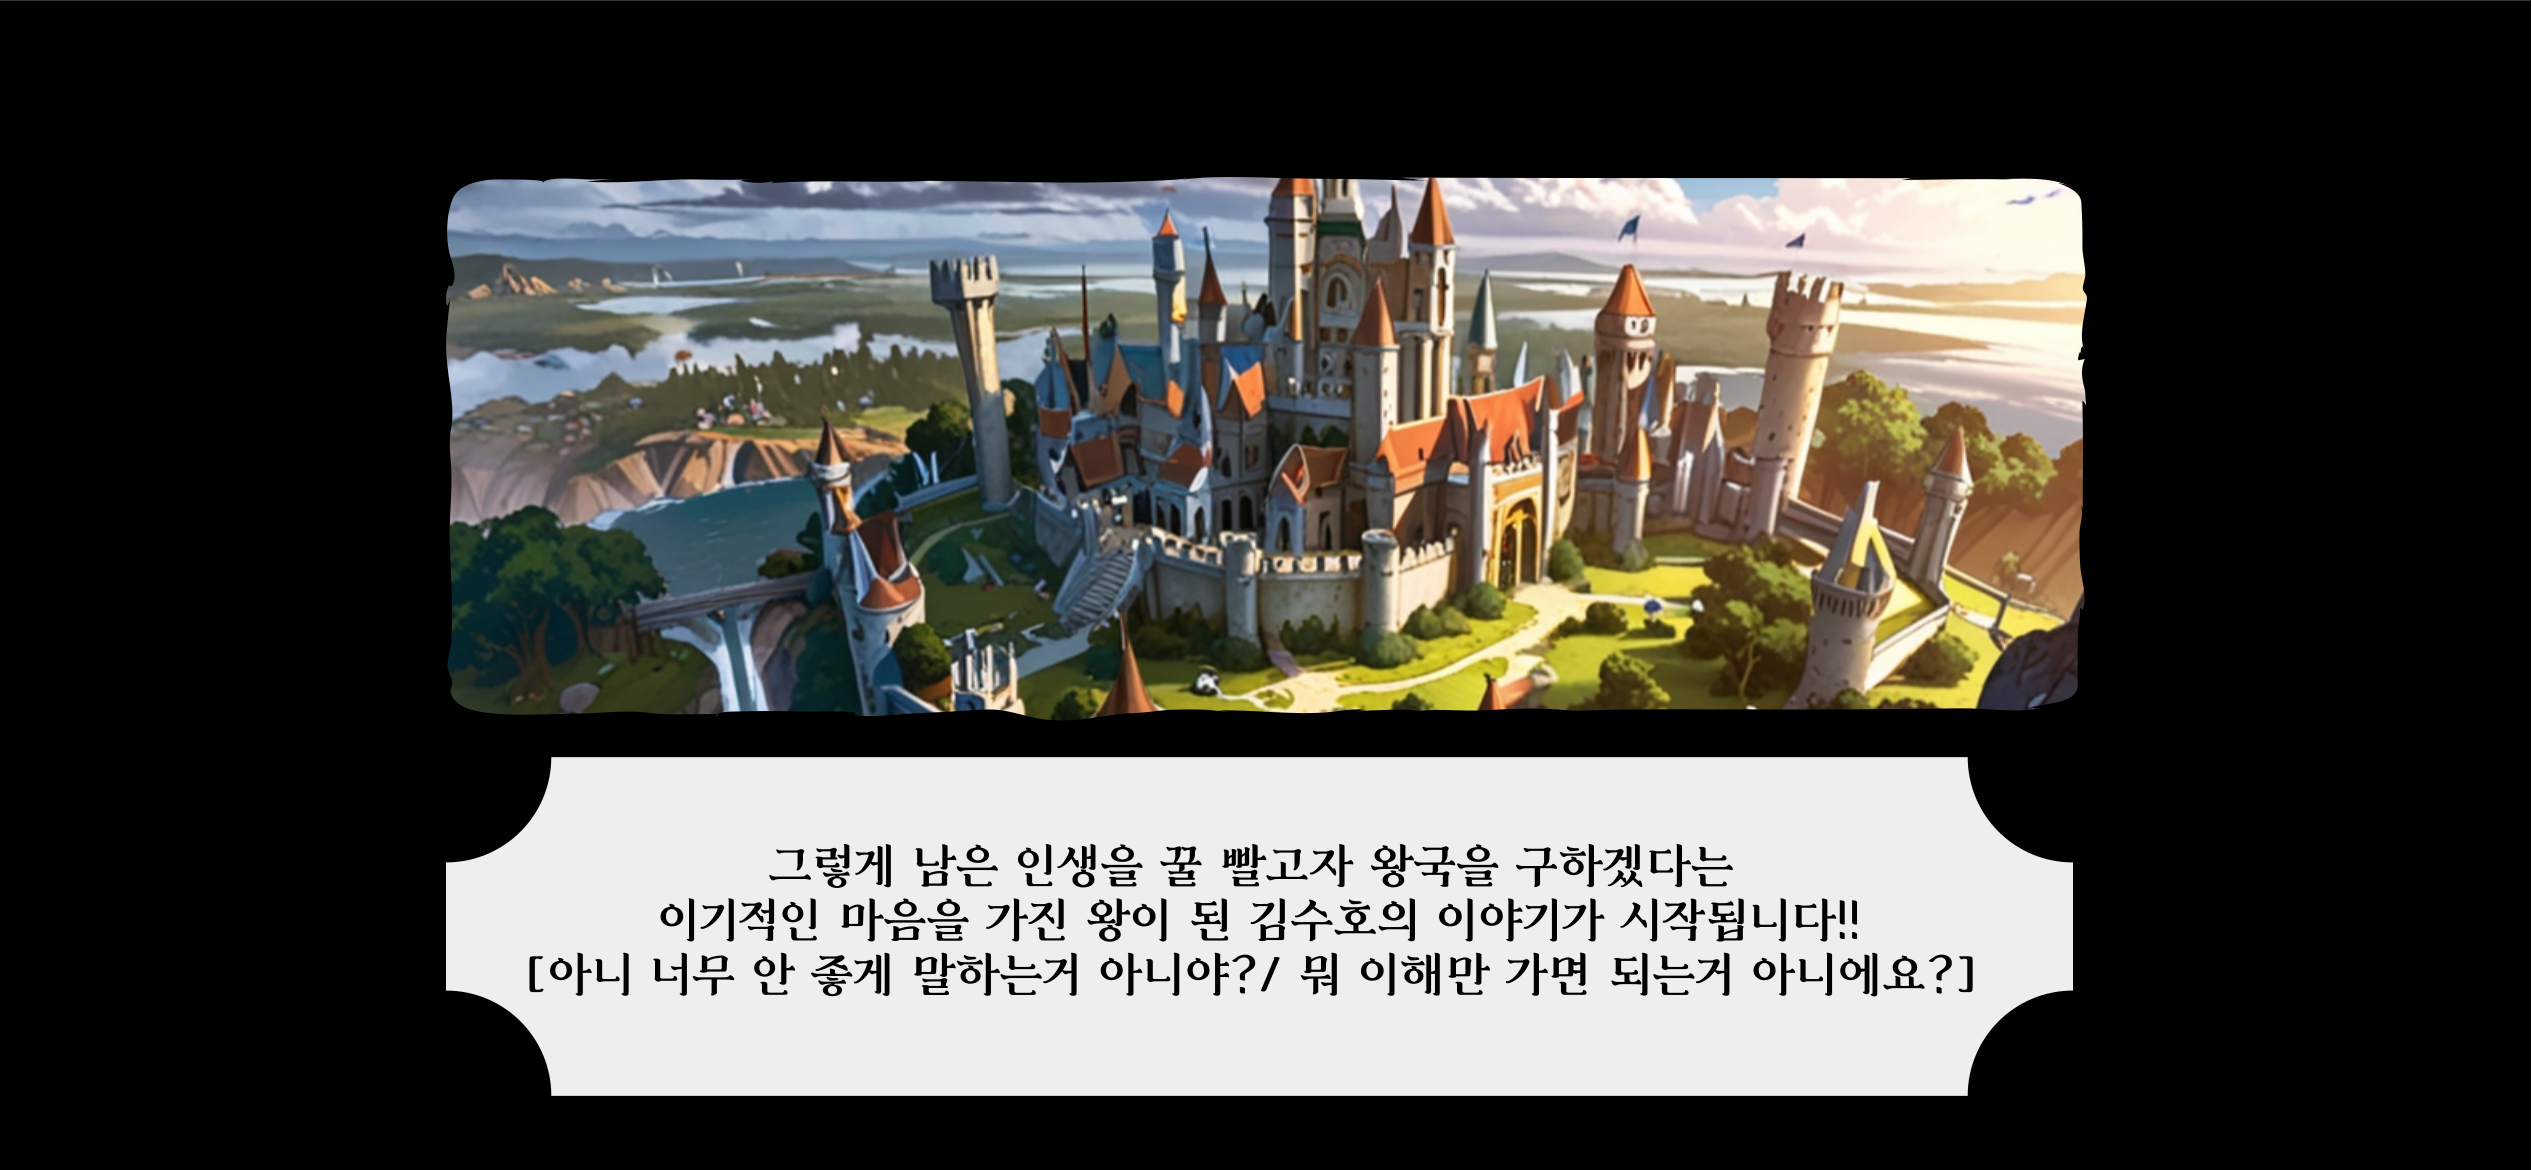 그렇게 남은 인생을 꿀 빨고자 왕국을 구하겠다는
이기적인 마음을 가진 왕이 된 김수호의 이야기가 시작됩니다!!
[아니 너무 안 좋게 말하는거 아니야?/ 뭐 이해만 가면 되는거 아니에요?]